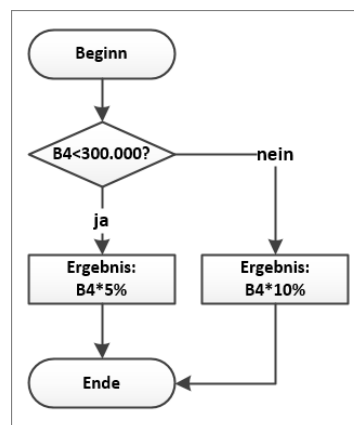 Beginn
B4<300.000?
nein
ja
Ergebnis:
B4*5%
Ergebnis:
B4*10%
Ende